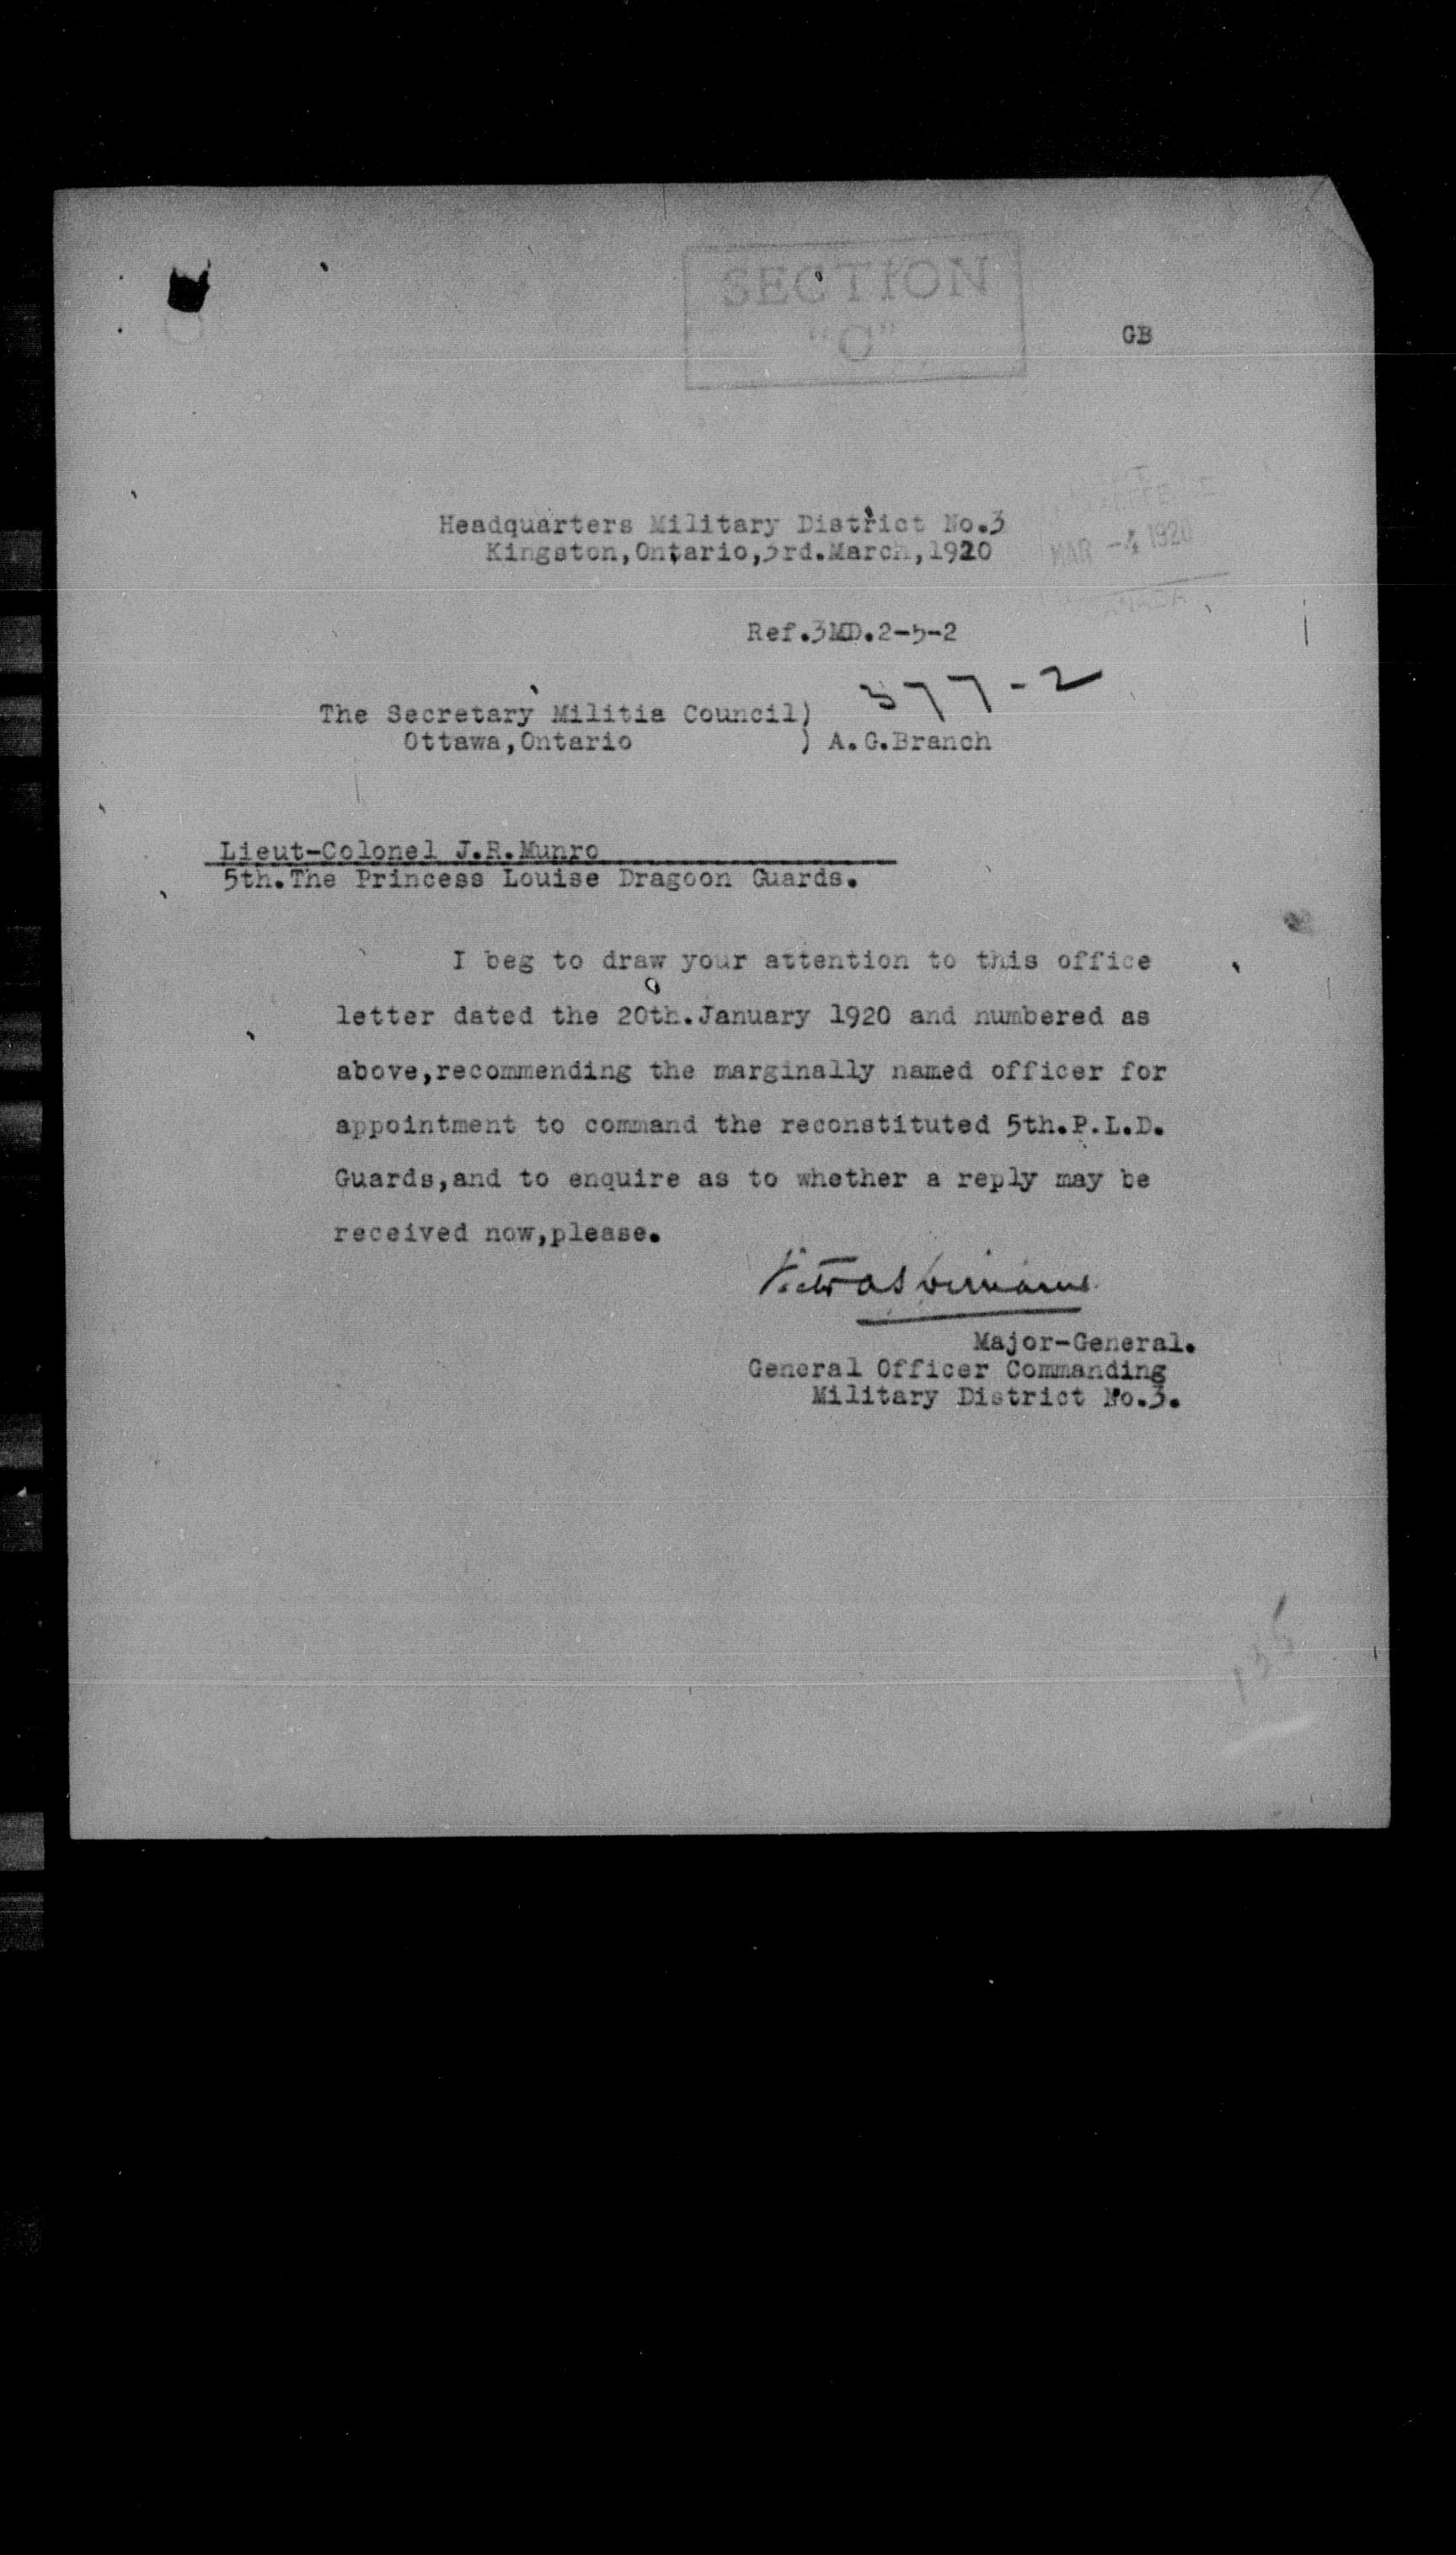 SECTION
"C"
GB
Headquarters Military District No.3
Kingston,Ontario,3rd.March,1920
MAR -4 1920
CANADA
Ref.3MD.2-5-2
377-2
The Secretary Militia Council)
Ottawa,Ontario ) A.G.Branch
Lieut-Colonel J.R.Munro
5th.The Princess Louise Dragoon Guards.
I beg to draw your attention to this office
letter dated the 20th.January 1920 and numbered as
above,recommending the marginally named officer for
appointment to command the reconstituted 5th.P.L.D.
Guards,and to enquire as to whether a reply may be
received now,please.
Major-General.
General Officer Commanding
Military District No.3.
135